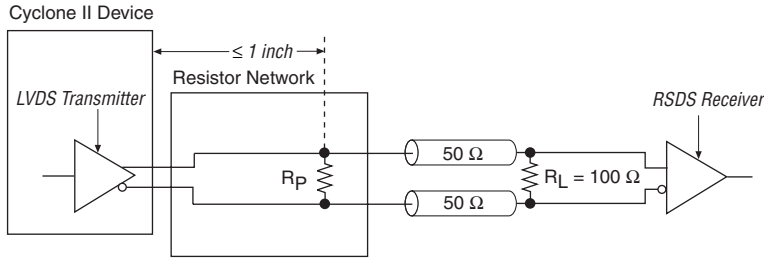 Cyclone II Device
≤ 1 inch
Resistor Network
LVDS Transmitter
RSDS Receiver
50 Ω
RP
RL = 100 Ω
50 Ω